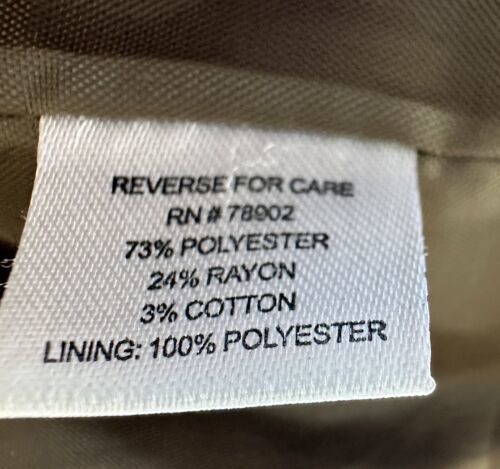 REVERSE FOR CARE
RN # 78902
73% POLYESTER
24% RAYON
3% COTTON
LINING: 100% POLYESTER